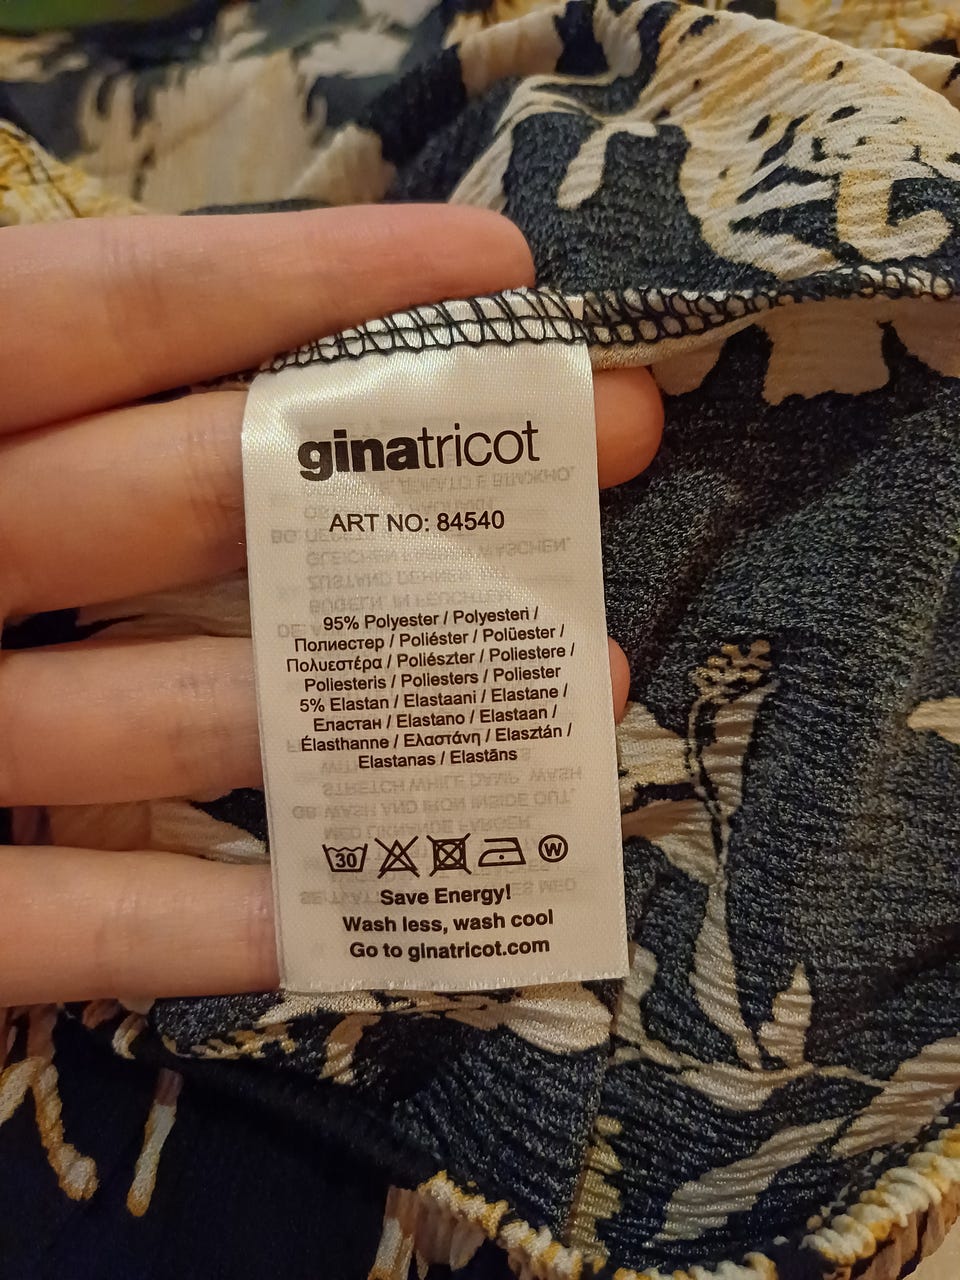 ginatricot
ART NO: 84540
95% Polyester / Polyesteri /
Полиестер / Poliéster / Polüester /
Πολυεστέρα / Poliészter / Poliestere /
Poliesteris / Poliesters / Poliester
5% Elastan / Elastaani / Elastane /
Еластан / Elastano / Elastaan /
Élasthanne / Ελαστάνη / Elasztán /
Elastanas / Elastāns
30
W
Save Energy!
Wash less, wash cool
Go to ginatricot.com